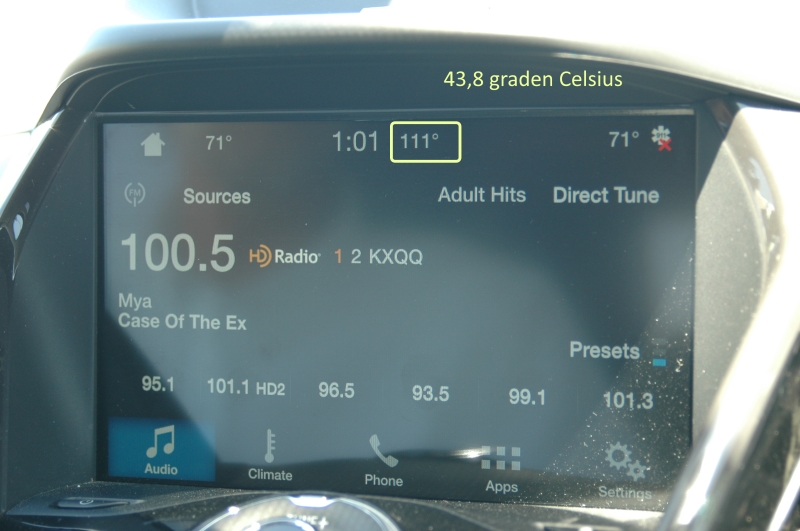 43,8 graden Celsius
71° 1:01 111° 71°
FM Sources Adult Hits Direct Tune
100.5 HD Radio 1 2 KXQQ
Mya
Case Of The Ex
Presets
95.1 101.1 HD2 96.5 93.5 99.1 101.3
Audio Climate Phone Apps Settings